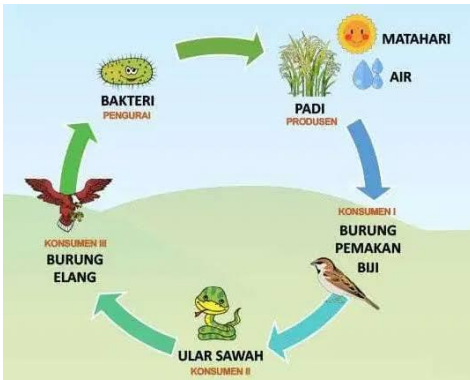 MATAHARI
AIR
BAKTERI
PENGURAI
PADI
PRODUSEN
KONSUMEN I
BURUNG
PEMAKAN
BIJI
KONSUMEN III
BURUNG
ELANG
ULAR SAWAH
KONSUMEN II